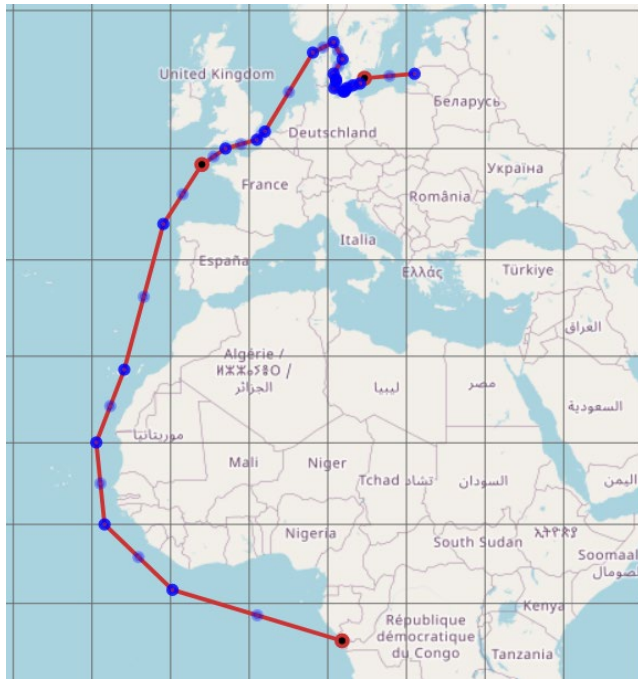 United Kingdom
Беларусь
Deutschland
Україна
France
România
Italia
España
Ελλάς
Türkiye
العراق
Algérie /
ⵍⵣⵣⴰⵢⴻⵔ /
الجزائر
ليبيا
مصر
السعودية
موريتانيا
Mali
Niger
Tchad تشاد
السودان
اليمن
Nigeria
South Sudan
ኢትዮጵያ
Soomaal
الصومال
Kenya
République
démocratique
du Congo
Tanzania